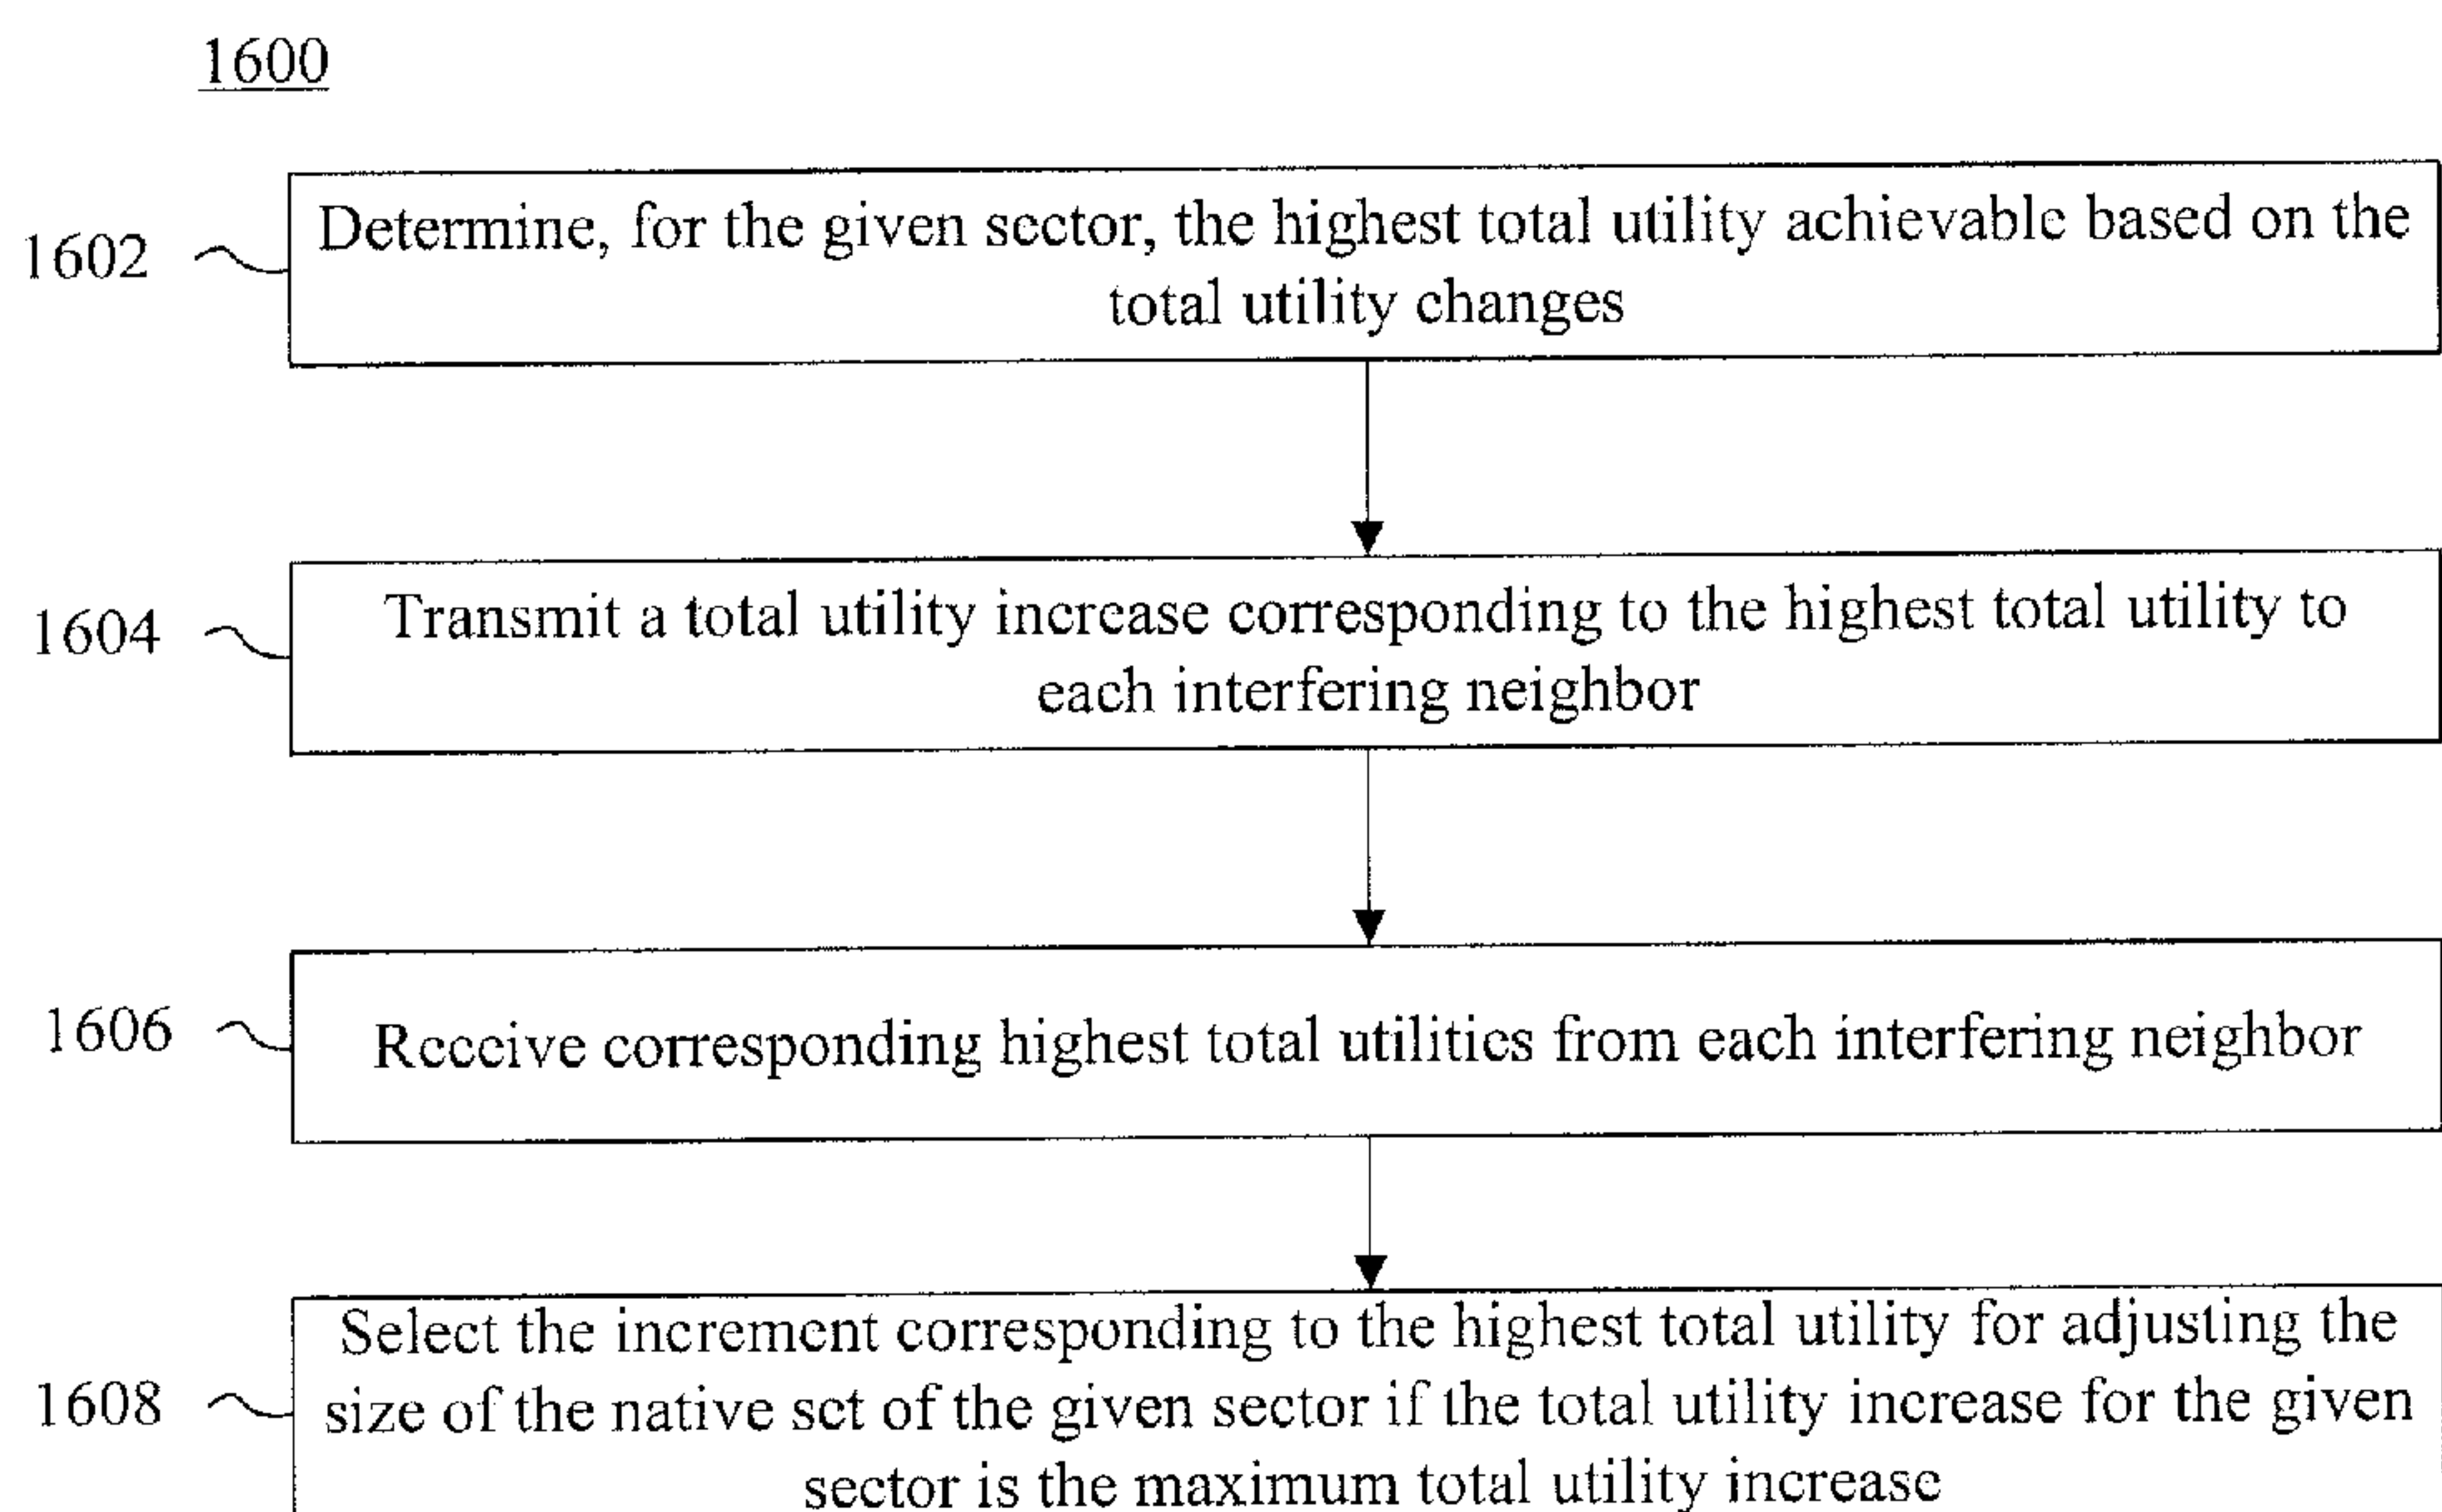 1600
1602
Determine, for the given sector, the highest total utility achievable based on the
total utility changes
1604
Transmit a total utility increase corresponding to the highest total utility to
each interfering neighbor
1606
Receive corresponding highest total utilities from each interfering neighbor
1608
Select the increment corresponding to the highest total utility for adjusting the
size of the native set of the given sector if the total utility increase for the given
sector is the maximum total utility increase